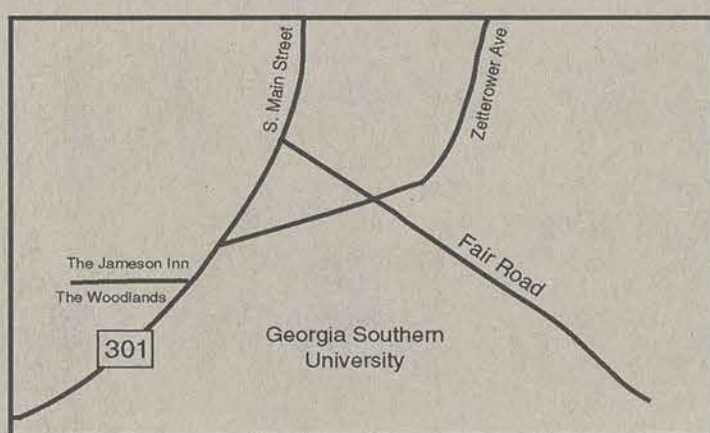 S. Main Street
Zetterower Ave
Fair Road
The Jameson Inn
The Woodlands
301
Georgia Southern
University